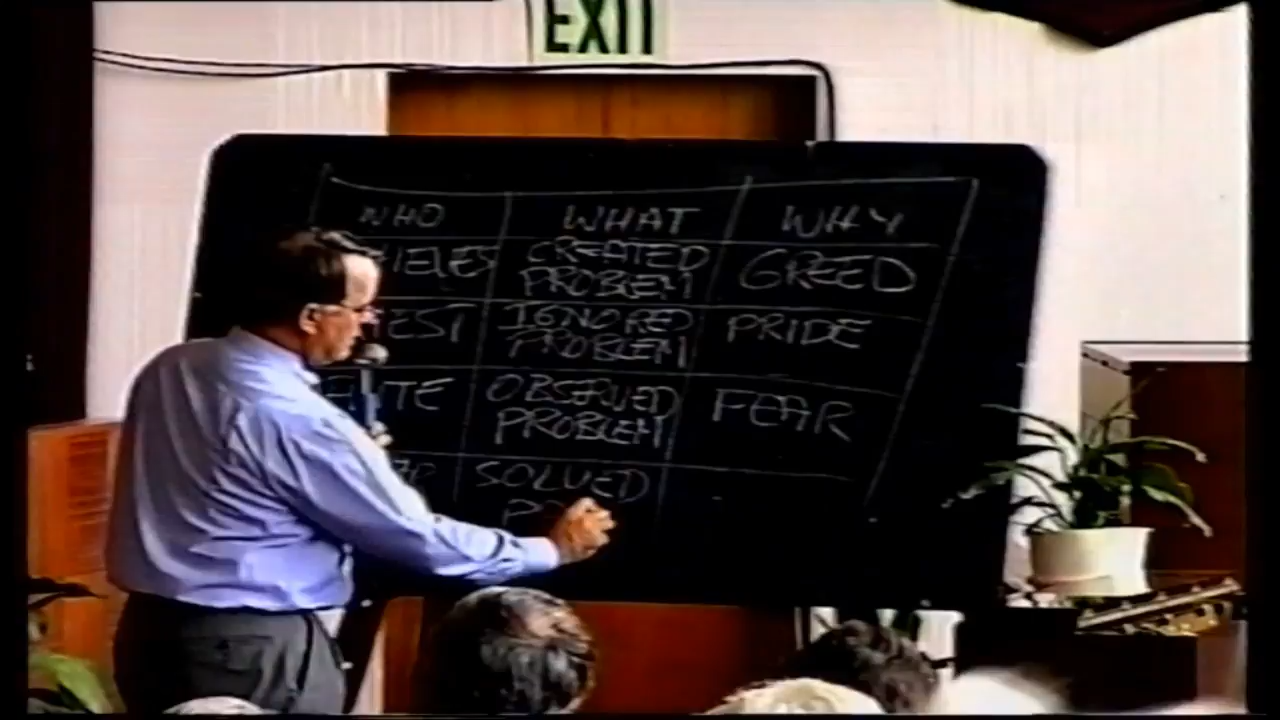 EXIT
WHO WHAT WHY
CREATED
PROBLEM
GREED
IGNORED
PROBLEM
PRIDE
OBSERVED
PROBLEM
FEAR
SOLVED